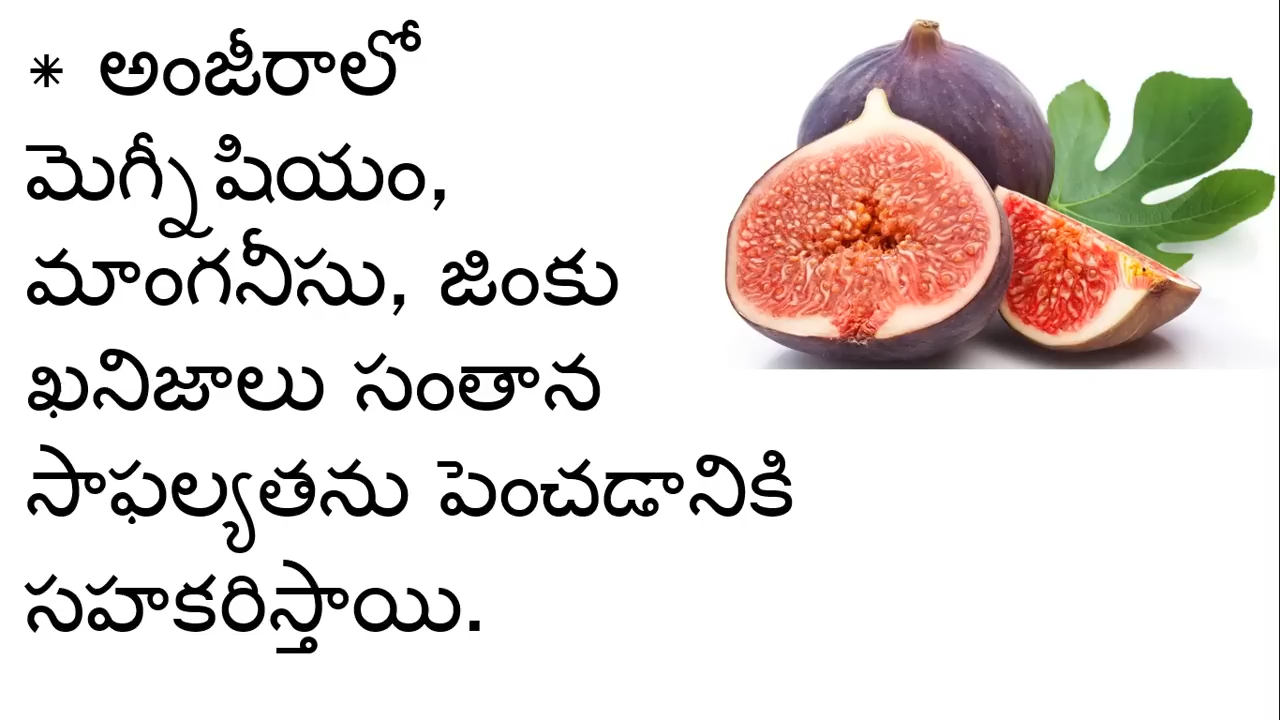 * అంజీరాలో
మెగ్నీషియం,
మాంగనీసు, జింకు
ఖనిజాలు సంతాన
సాఫల్యతను పెంచడానికి
సహకరిస్తాయి.